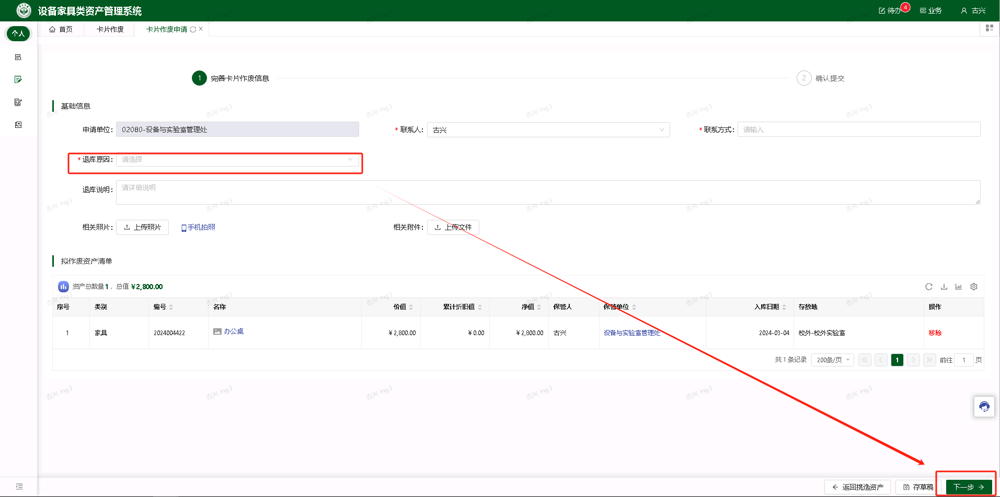 设备家具类资产管理系统
待办 4 业务 古兴
个人 首页 卡片作废 卡片作废申请
1 完善卡片作废信息 2 确认提交
基础信息
申请单位: 02080-设备与实验室管理处 * 联系人: 古兴 * 联系方式: 请输入
* 退库原因: 请选择
退库说明: 请详细说明
相关照片: 上传照片 手机拍照 相关附件: 上传文件
拟作废资产清单
资产总数量1，总值 ¥2,800.00
序号 类别 编号 名称 价值 累计折旧值 净值 保管人 保管单位 入库日期 存放地 操作
1 家具 2024004422 办公桌 ¥2,800.00 ¥0.00 ¥2,800.00 古兴 设备与实验室管理处 2024-03-04 校外-校外实验室 移除
共1条记录 200条/页 1 前往 1 页
返回挑选资产 存草稿 下一步
古兴 ing3